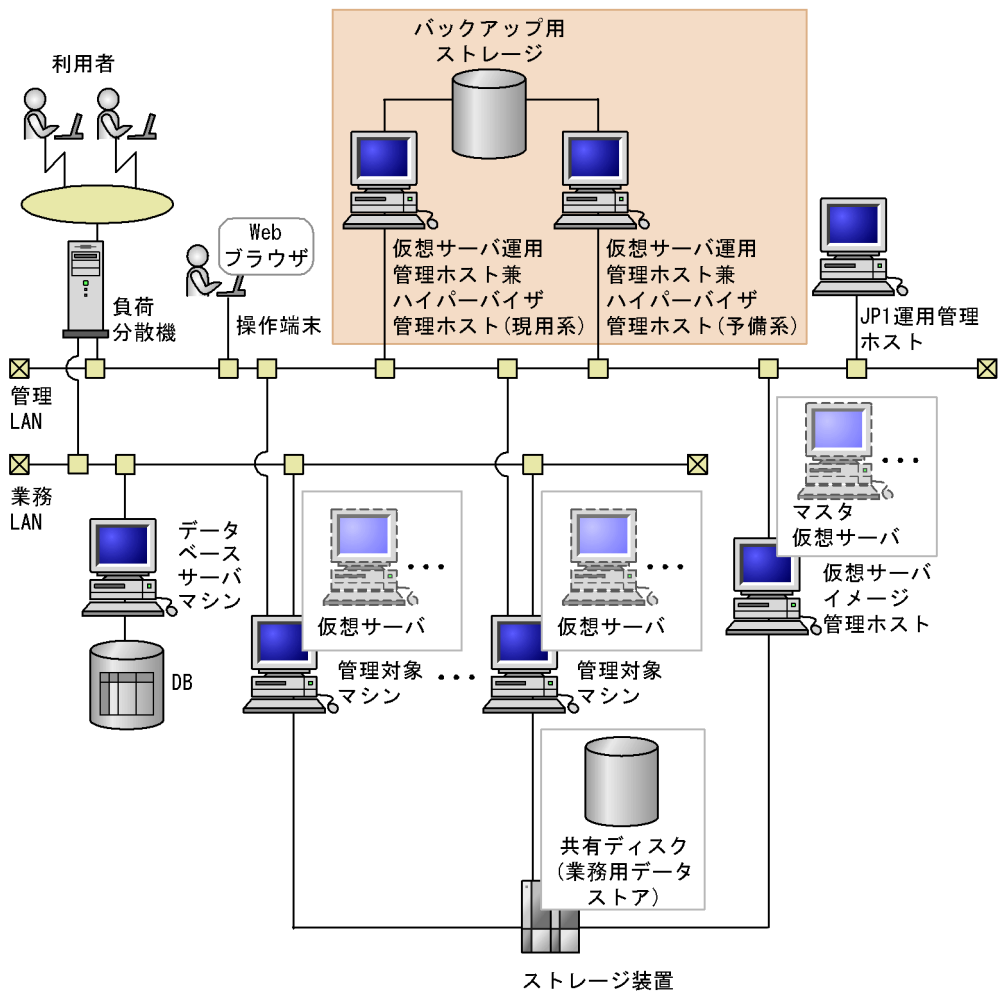 バックアップ用
ストレージ
利用者
Web
ブラウザ
操作端末
負荷
分散機
仮想サーバ運用
管理ホスト兼
ハイパーバイザ
管理ホスト(現用系)
仮想サーバ運用
管理ホスト兼
ハイパーバイザ
管理ホスト(予備系)
JP1運用管理
ホスト
管理
LAN
業務
LAN
データ
ベース
サーバ
マシン
DB
仮想サーバ
管理対象
マシン
仮想サーバ
管理対象
マシン
マスタ
仮想サーバ
仮想サーバ
イメージ
管理ホスト
共有ディスク
(業務用データ
ストア)
ストレージ装置